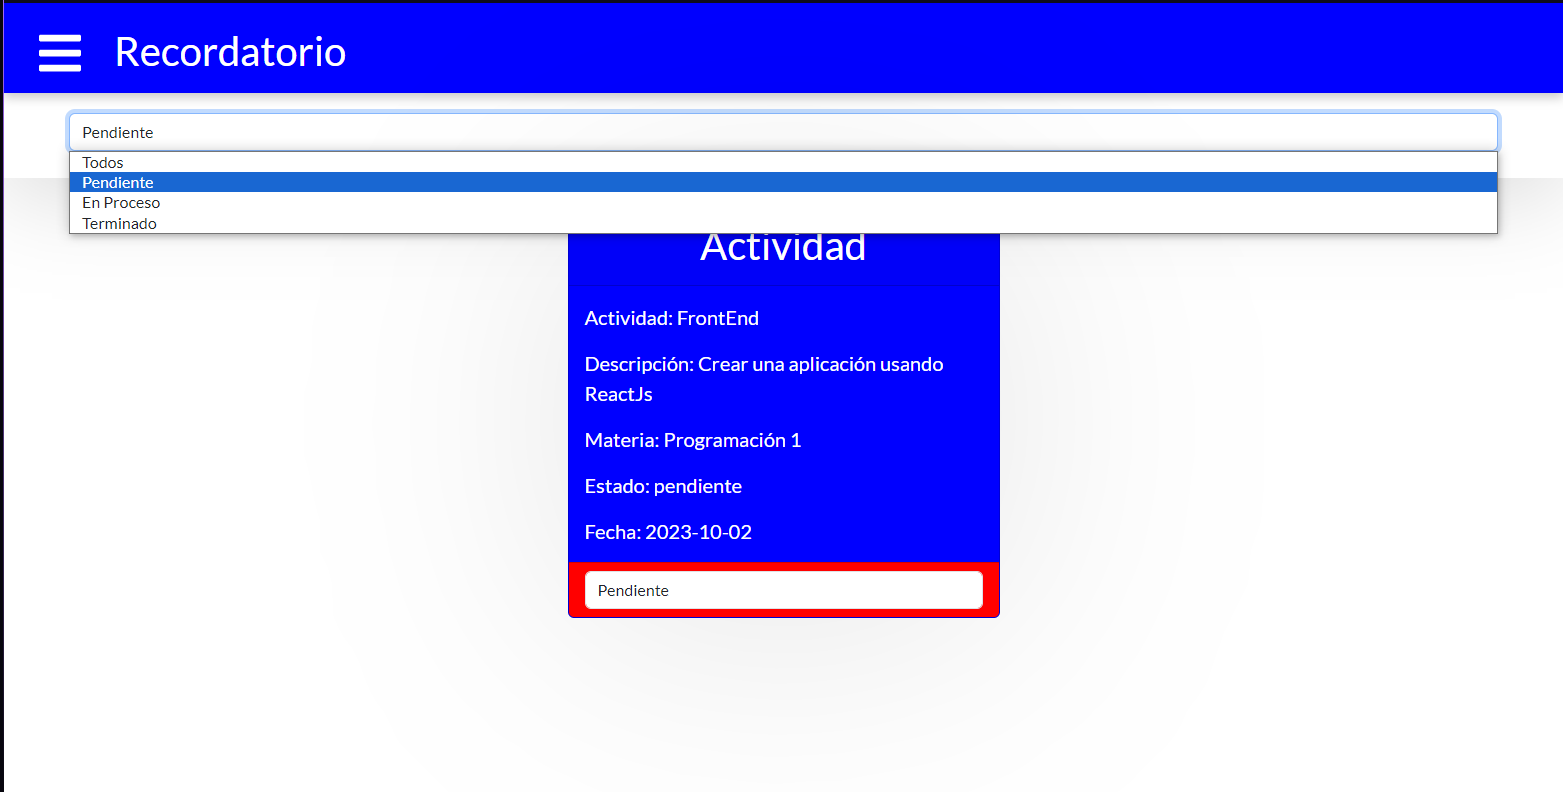 Recordatorio
Pendiente
Todos
Pendiente
En Proceso
Terminado
Actividad
Actividad: FrontEnd
Descripción: Crear una aplicación usando
ReactJs
Materia: Programación 1
Estado: pendiente
Fecha: 2023-10-02
Pendiente